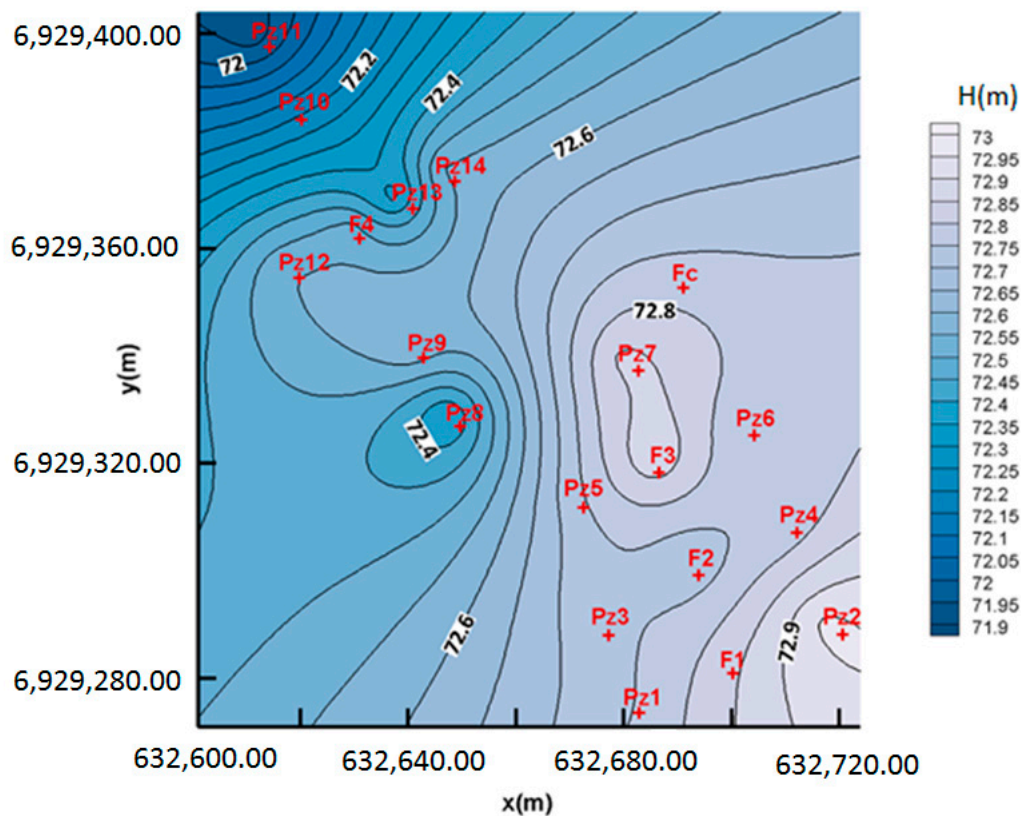 6,929,400.00
6,929,360.00
6,929,320.00
6,929,280.00
y(m)
632,600.00
632,640.00
632,680.00
632,720.00
x(m)
Pz11
72
72.2
72.4
Pz10
72.6
Pz14
Pz13
F4
Pz12
Fc
72.8
Pz9
Pz7
Pz8
72.4
Pz6
F3
Pz5
Pz4
F2
Pz3
72.6
72.9
Pz2
F1
Pz1
H(m)
73
72.95
72.9
72.85
72.8
72.75
72.7
72.65
72.6
72.55
72.5
72.45
72.4
72.35
72.3
72.25
72.2
72.15
72.1
72.05
72
71.95
71.9